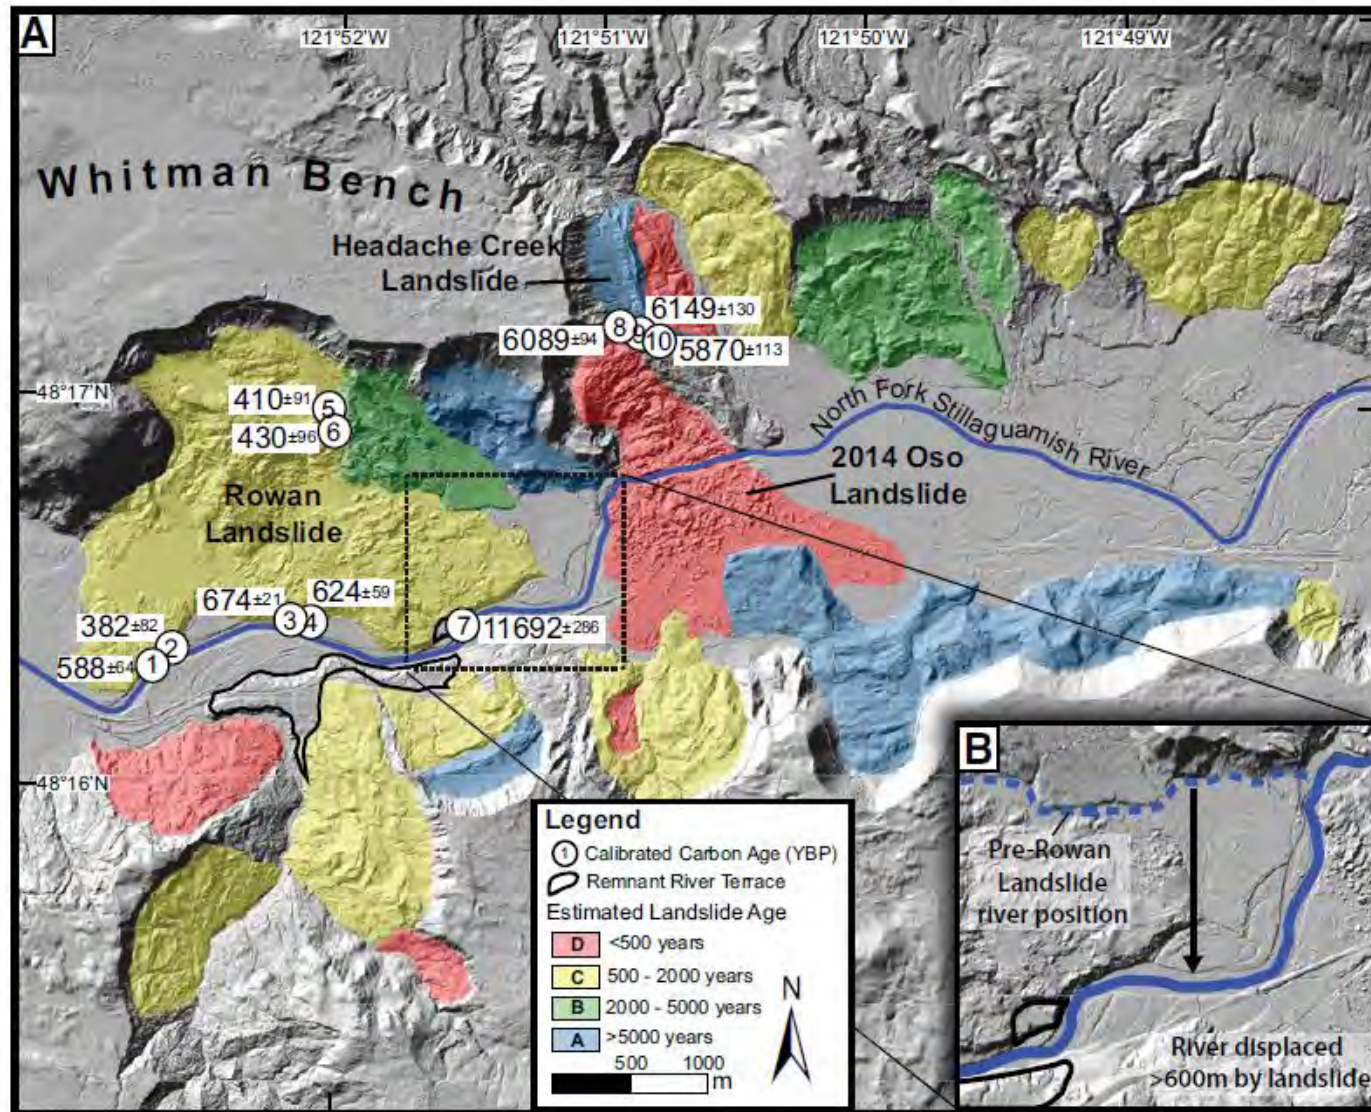 A
121°52'W
121°51'W
121°50'W
121°49'W
Whitman Bench
Headache Creek
Landslide
6149±130
8
9
10
6089±94
5870±113
48°17'N
410±91
5
430±96
6
North Fork Stillaguamish River
2014 Oso
Landslide
Rowan
Landslide
674±21
624±59
3
4
7
11692±286
382±82
2
588±64
1
48°16'N
Legend
1 Calibrated Carbon Age (YBP)
Remnant River Terrace
Estimated Landslide Age
D <500 years
C 500 - 2000 years
B 2000 - 5000 years
A >5000 years
500 1000
m
N
B
Pre-Rowan
Landslide
river position
River displaced
>600m by landslide